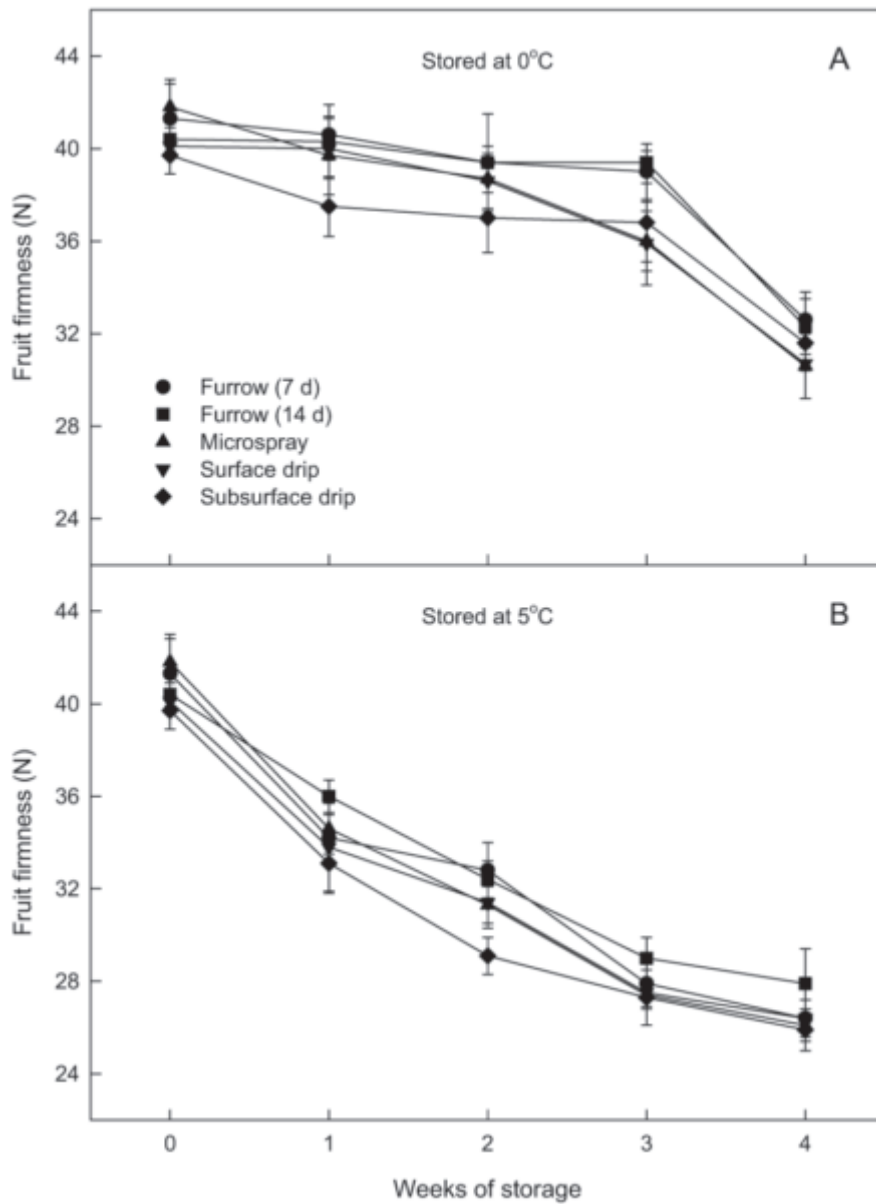 44
40
36
32
28
24
Fruit firmness (N)
Stored at 0°C
A
Furrow (7 d)
Furrow (14 d)
Microspray
Surface drip
Subsurface drip
44
40
36
32
28
24
Fruit firmness (N)
Stored at 5°C
B
0 1 2 3 4
Weeks of storage